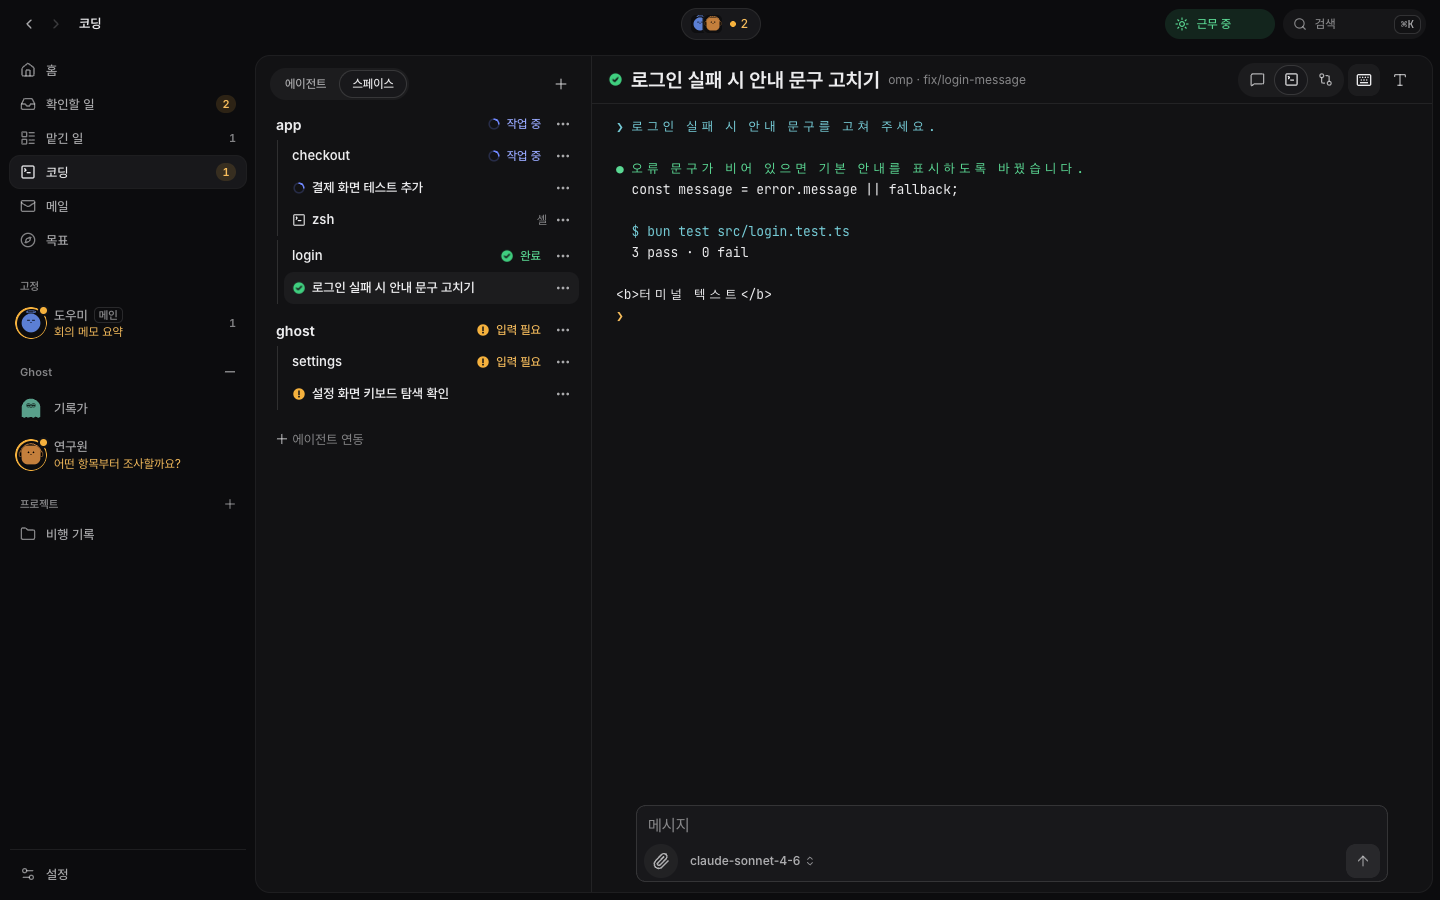 코딩
2
근무 중
검색
⌘K
홈
확인할 일
2
맡긴 일
1
코딩
1
메일
목표
고정
도우미
메인
회의 메모 요약
1
Ghost
기록가
연구원
어떤 항목부터 조사할까요?
프로젝트
비행 기록
설정
에이전트
스페이스
app
작업 중
checkout
작업 중
결제 화면 테스트 추가
zsh
셸
login
완료
로그인 실패 시 안내 문구 고치기
ghost
입력 필요
settings
입력 필요
설정 화면 키보드 탐색 확인
에이전트 연동
로그인 실패 시 안내 문구 고치기
omp · fix/login-message
❯ 로그인 실패 시 안내 문구를 고쳐 주세요.
● 오류 문구가 비어 있으면 기본 안내를 표시하도록 바꿨습니다.
const message = error.message || fallback;
$ bun test src/login.test.ts
3 pass · 0 fail
<b>터미널 텍스트</b>
❯
메시지
claude-sonnet-4-6